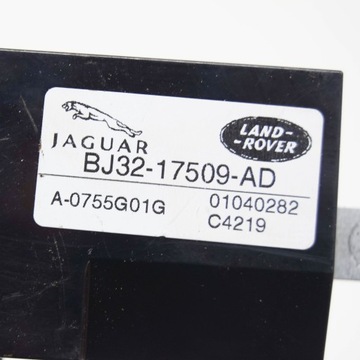 JAGUAR
LAND-
-ROVER
BJ32-17509-AD
A-0755G01G 01040282
C4219